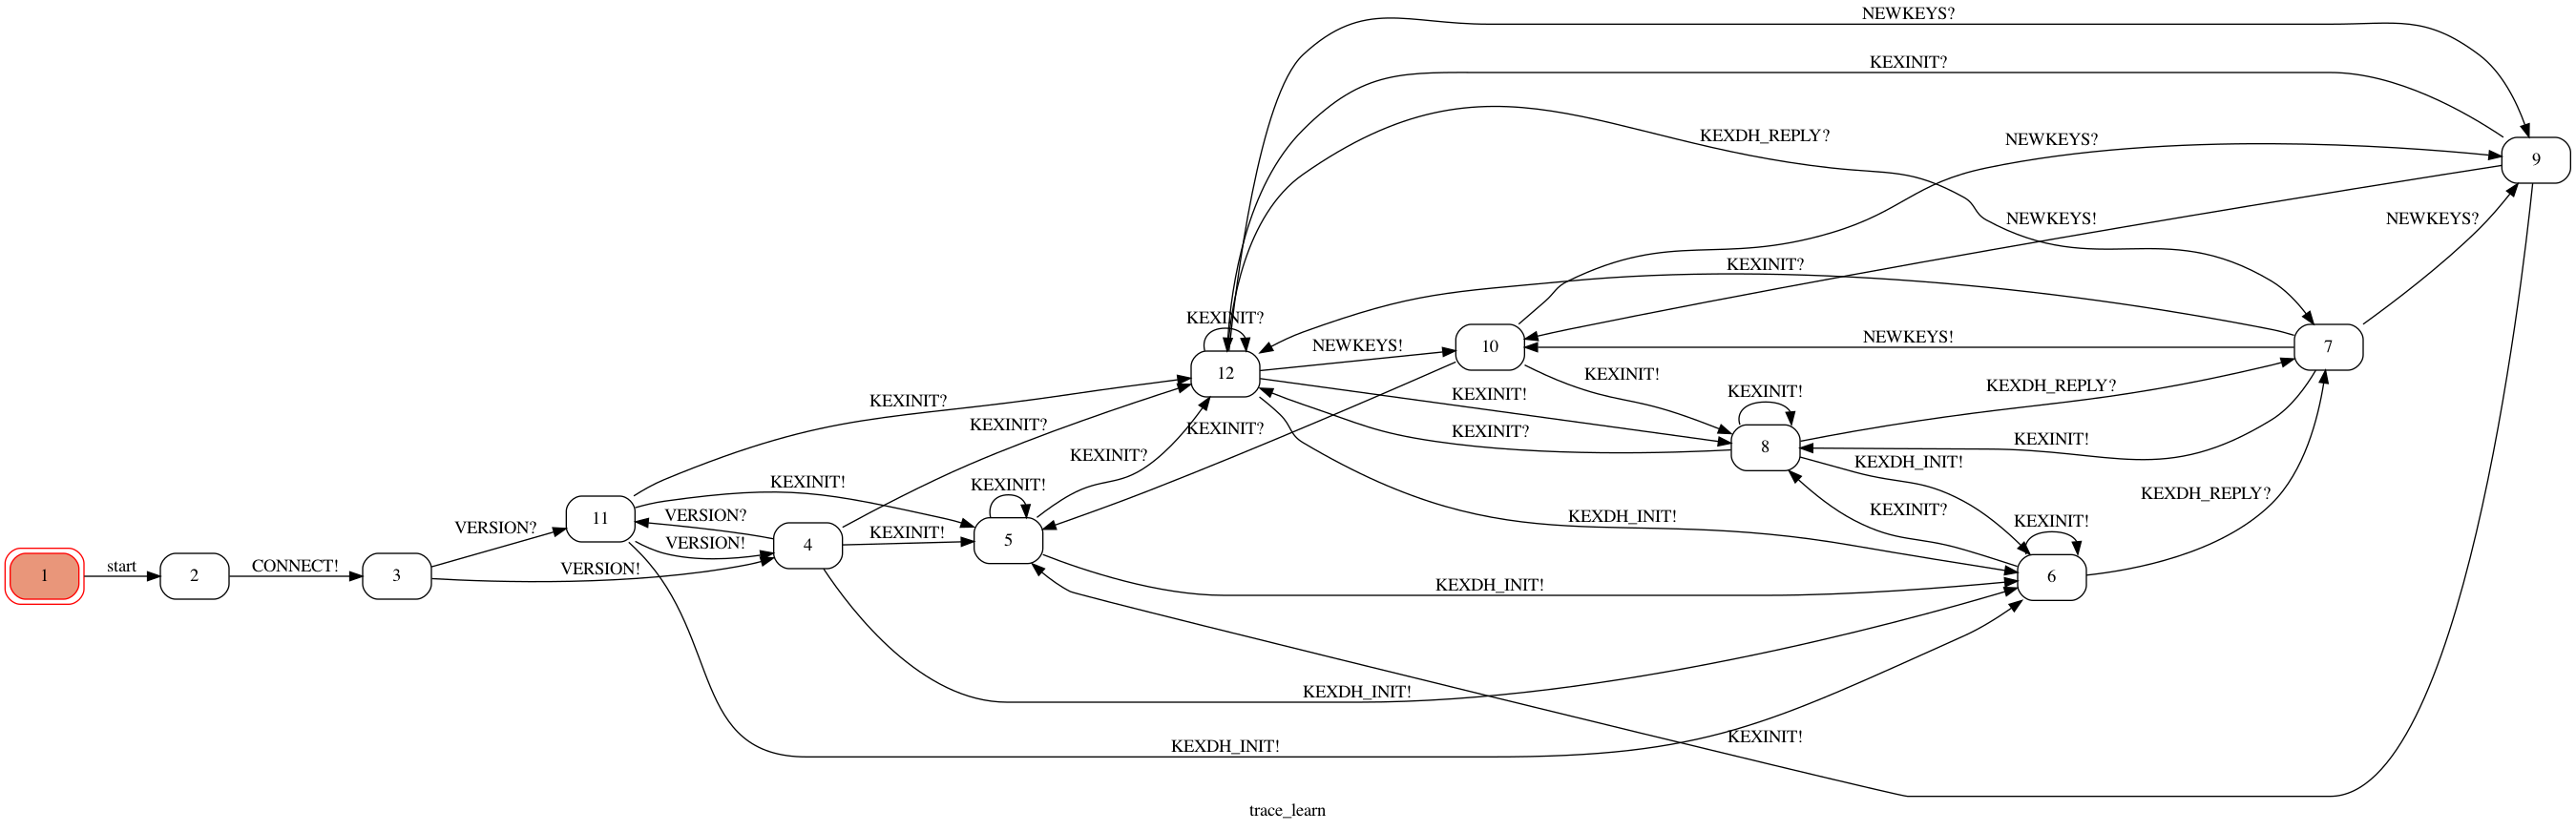 NEWKEYS?
KEXINIT?
KEXDH_REPLY?
NEWKEYS?
9
NEWKEYS!
NEWKEYS?
KEXINIT?
KEXINIT?
NEWKEYS!
10
NEWKEYS!
7
12
KEXINIT!
KEXINIT!
KEXINIT!
KEXDH_REPLY?
KEXINIT?
KEXINIT?
KEXINIT?
KEXINIT?
8
KEXINIT!
KEXINIT?
KEXDH_INIT!
KEXINIT!
KEXINIT!
KEXDH_REPLY?
KEXINIT?
VERSION?
11
VERSION?
KEXDH_INIT!
KEXINIT!
VERSION!
4
KEXINIT!
5
start
CONNECT!
VERSION!
1
2
3
6
KEXDH_INIT!
KEXDH_INIT!
KEXINIT!
KEXDH_INIT!
trace_learn